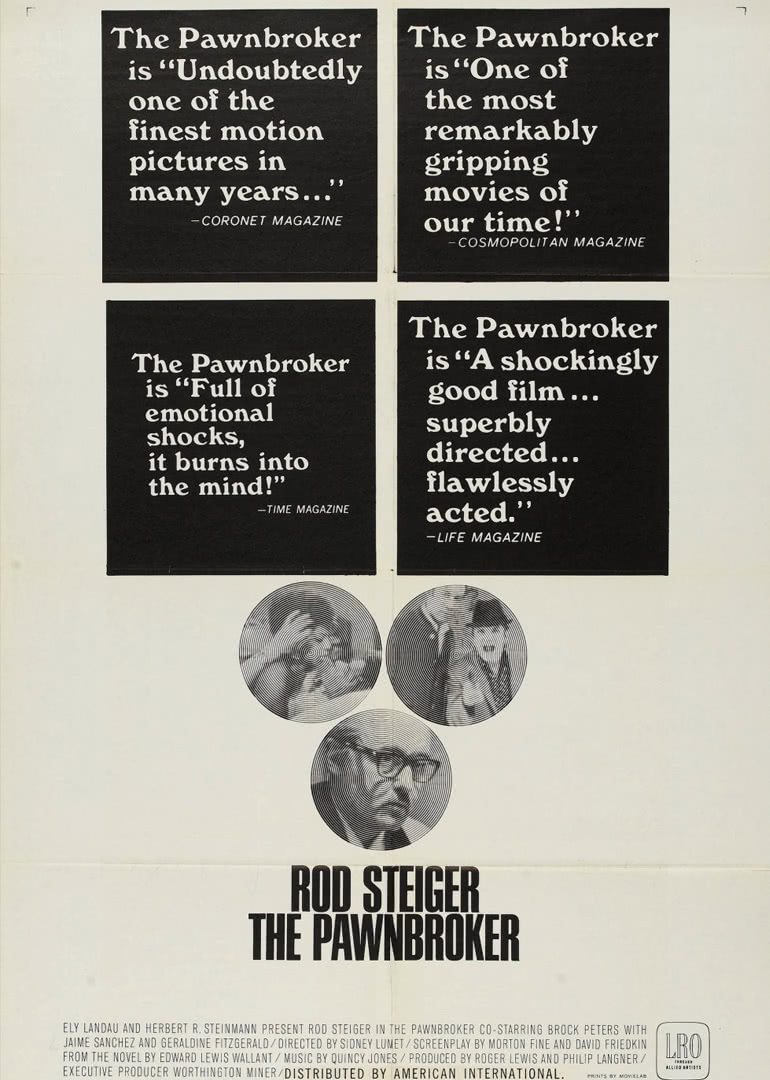 The Pawnbroker
is “Undoubtedly
one of the
finest motion
pictures in
many years...”
—CORONET MAGAZINE
The Pawnbroker
is “One of
the most
remarkably
gripping
movies of
our time!”
—COSMOPOLITAN MAGAZINE
The Pawnbroker
is “Full of
emotional
shocks,
it burns into
the mind!”
—TIME MAGAZINE
The Pawnbroker
is “A shockingly
good film...
superbly
directed...
flawlessly
acted.”
—LIFE MAGAZINE
ROD STEIGER
THE PAWNBROKER
ELY LANDAU AND HERBERT R. STEINMANN PRESENT ROD STEIGER IN THE PAWNBROKER CO-STARRING BROCK PETERS WITH
JAIME SANCHEZ AND GERALDINE FITZGERALD / DIRECTED BY SIDNEY LUMET / SCREENPLAY BY MORTON FINE AND DAVID FRIEDKIN
FROM THE NOVEL BY EDWARD LEWIS WALLANT / MUSIC BY QUINCY JONES / PRODUCED BY ROGER LEWIS AND PHILIP LANGNER /
EXECUTIVE PRODUCER WORTHINGTON MINER / DISTRIBUTED BY AMERICAN INTERNATIONAL.
PRINTS BY MOVIELAB
LRO
THROUGH
ALLIED ARTISTS